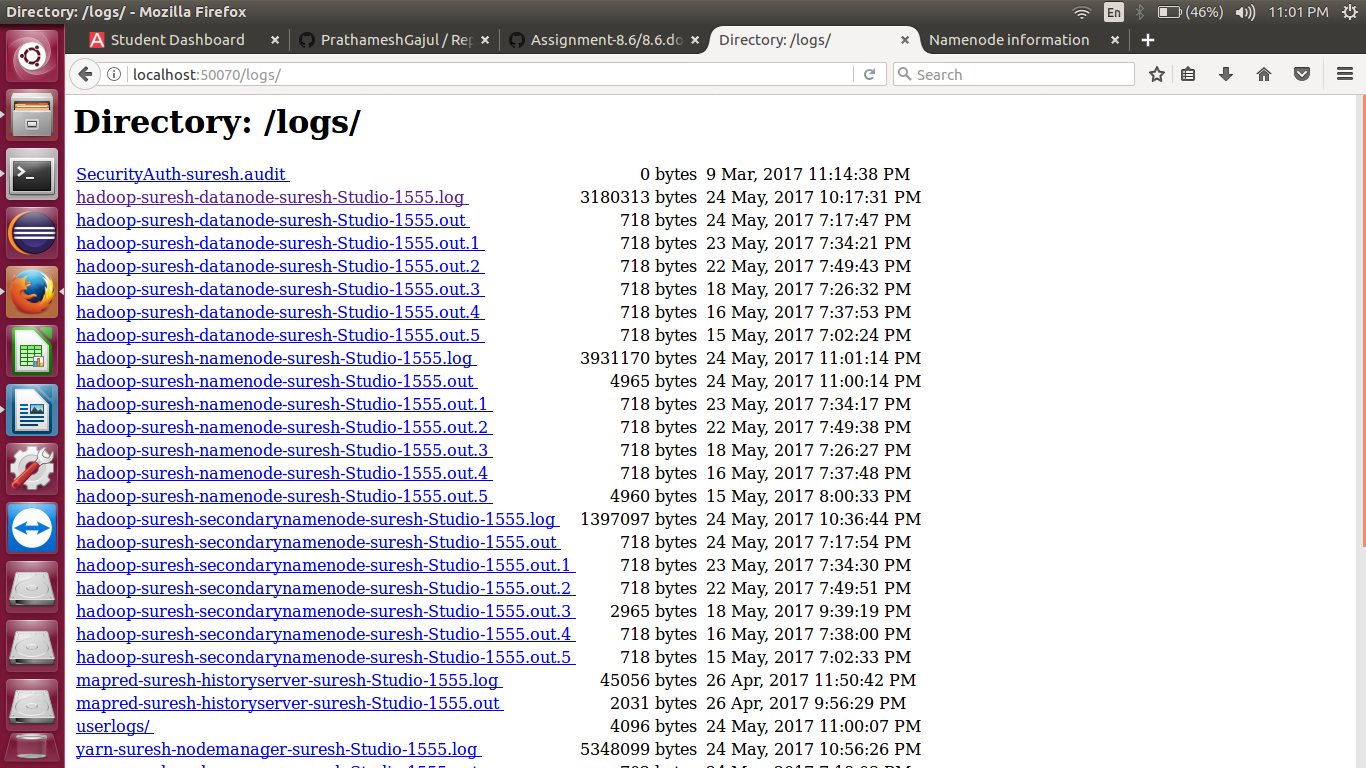 Directory: /logs/ - Mozilla Firefox
En (46%) 11:01 PM
Student Dashboard × PrathameshGajul / Rep × Assignment-8.6/8.6.do × Directory: /logs/ × Namenode information ×
localhost:50070/logs/ Search
Directory: /logs/
SecurityAuth-suresh.audit 0 bytes 9 Mar, 2017 11:14:38 PM
hadoop-suresh-datanode-suresh-Studio-1555.log 3180313 bytes 24 May, 2017 10:17:31 PM
hadoop-suresh-datanode-suresh-Studio-1555.out 718 bytes 24 May, 2017 7:17:47 PM
hadoop-suresh-datanode-suresh-Studio-1555.out.1 718 bytes 23 May, 2017 7:34:21 PM
hadoop-suresh-datanode-suresh-Studio-1555.out.2 718 bytes 22 May, 2017 7:49:43 PM
hadoop-suresh-datanode-suresh-Studio-1555.out.3 718 bytes 18 May, 2017 7:26:32 PM
hadoop-suresh-datanode-suresh-Studio-1555.out.4 718 bytes 16 May, 2017 7:37:53 PM
hadoop-suresh-datanode-suresh-Studio-1555.out.5 718 bytes 15 May, 2017 7:02:24 PM
hadoop-suresh-namenode-suresh-Studio-1555.log 3931170 bytes 24 May, 2017 11:01:14 PM
hadoop-suresh-namenode-suresh-Studio-1555.out 4965 bytes 24 May, 2017 11:00:14 PM
hadoop-suresh-namenode-suresh-Studio-1555.out.1 718 bytes 23 May, 2017 7:34:17 PM
hadoop-suresh-namenode-suresh-Studio-1555.out.2 718 bytes 22 May, 2017 7:49:38 PM
hadoop-suresh-namenode-suresh-Studio-1555.out.3 718 bytes 18 May, 2017 7:26:27 PM
hadoop-suresh-namenode-suresh-Studio-1555.out.4 718 bytes 16 May, 2017 7:37:48 PM
hadoop-suresh-namenode-suresh-Studio-1555.out.5 4960 bytes 15 May, 2017 8:00:33 PM
hadoop-suresh-secondarynamenode-suresh-Studio-1555.log 1397097 bytes 24 May, 2017 10:36:44 PM
hadoop-suresh-secondarynamenode-suresh-Studio-1555.out 718 bytes 24 May, 2017 7:17:54 PM
hadoop-suresh-secondarynamenode-suresh-Studio-1555.out.1 718 bytes 23 May, 2017 7:34:30 PM
hadoop-suresh-secondarynamenode-suresh-Studio-1555.out.2 718 bytes 22 May, 2017 7:49:51 PM
hadoop-suresh-secondarynamenode-suresh-Studio-1555.out.3 2965 bytes 18 May, 2017 9:39:19 PM
hadoop-suresh-secondarynamenode-suresh-Studio-1555.out.4 718 bytes 16 May, 2017 7:38:00 PM
hadoop-suresh-secondarynamenode-suresh-Studio-1555.out.5 718 bytes 15 May, 2017 7:02:33 PM
mapred-suresh-historyserver-suresh-Studio-1555.log 45056 bytes 26 Apr, 2017 11:50:42 PM
mapred-suresh-historyserver-suresh-Studio-1555.out 2031 bytes 26 Apr, 2017 9:56:29 PM
userlogs/ 4096 bytes 24 May, 2017 11:00:07 PM
yarn-suresh-nodemanager-suresh-Studio-1555.log 5348099 bytes 24 May, 2017 10:56:26 PM